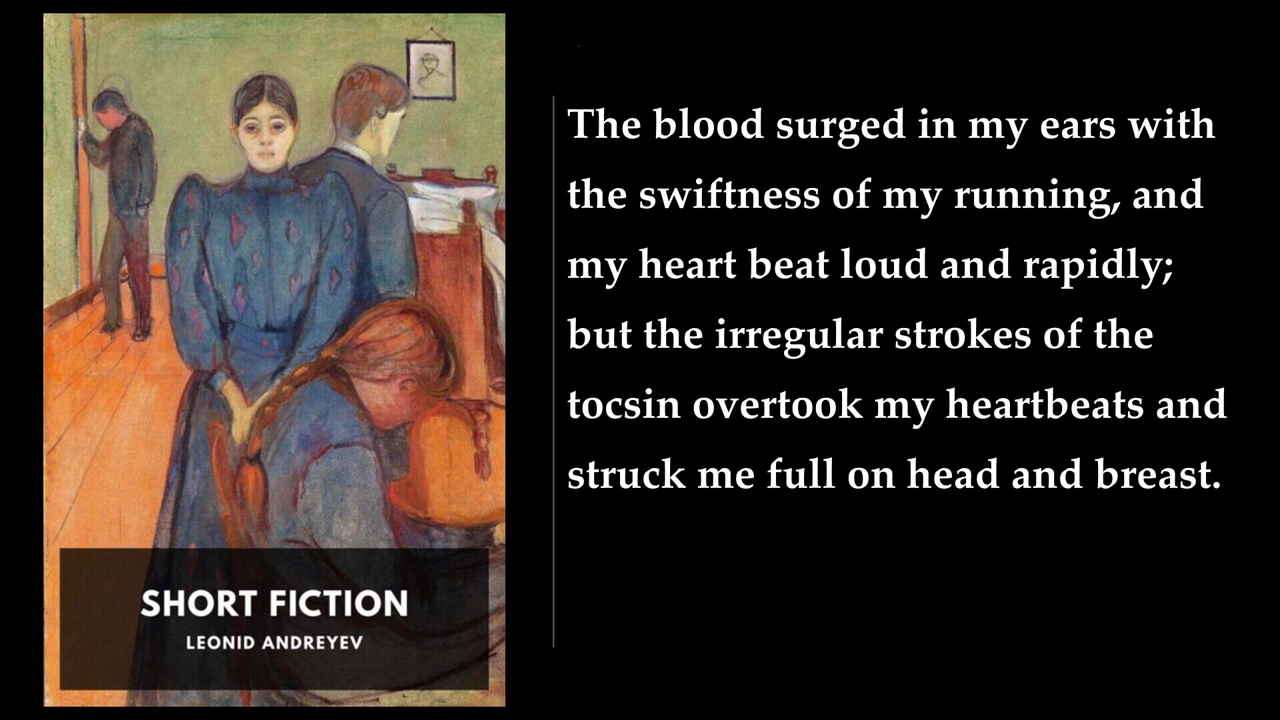 The blood surged in my ears with
the swiftness of my running, and
my heart beat loud and rapidly;
but the irregular strokes of the
tocsin overtook my heartbeats and
struck me full on head and breast.
SHORT FICTION
LEONID ANDREYEV